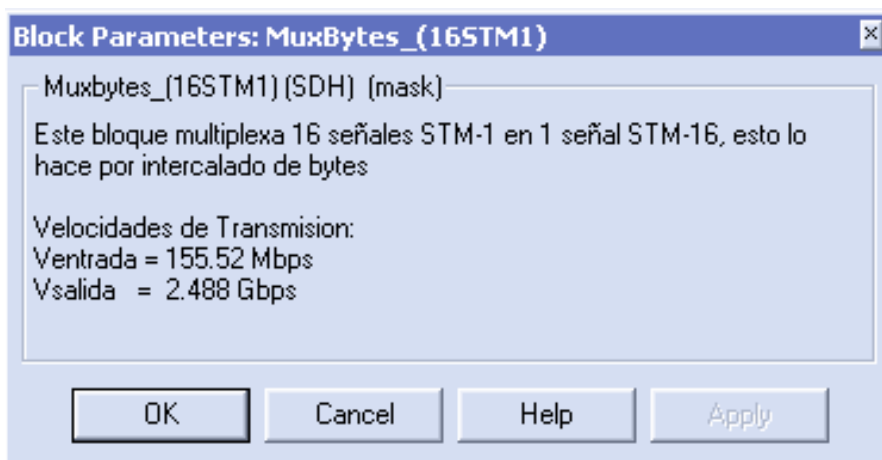 Block Parameters: MuxBytes_(16STM1)
Muxbytes_(16STM1) (SDH) (mask)
Este bloque multiplexa 16 señales STM-1 en 1 señal STM-16, esto lo
hace por intercalado de bytes
Velocidades de Transmision:
Ventrada = 155.52 Mbps
Vsalida = 2.488 Gbps
OK Cancel Help Apply